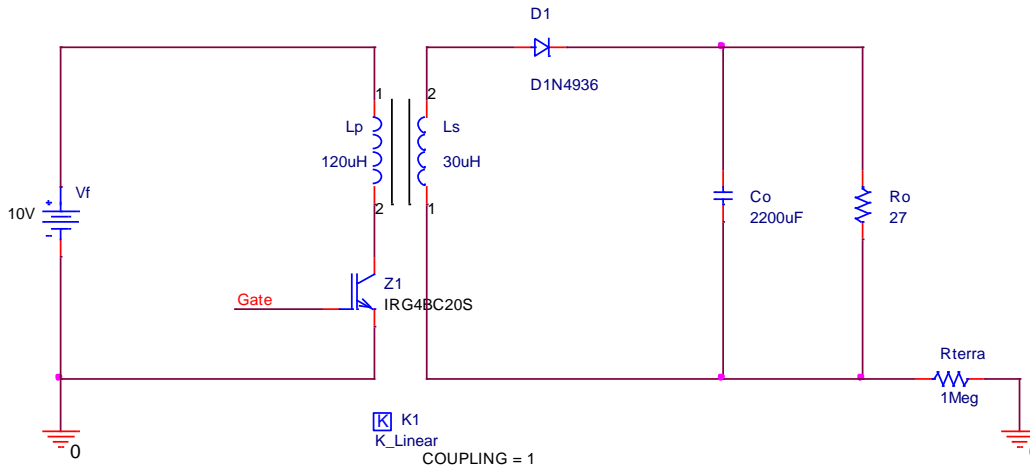 D1
D1N4936
1
2
Lp
Ls
120uH
30uH
2
1
Vf
10V
+
-
Co
2200uF
Ro
27
Z1
IRG4BC20S
Gate
Rterra
1Meg
0
K K1
K_Linear
COUPLING = 1